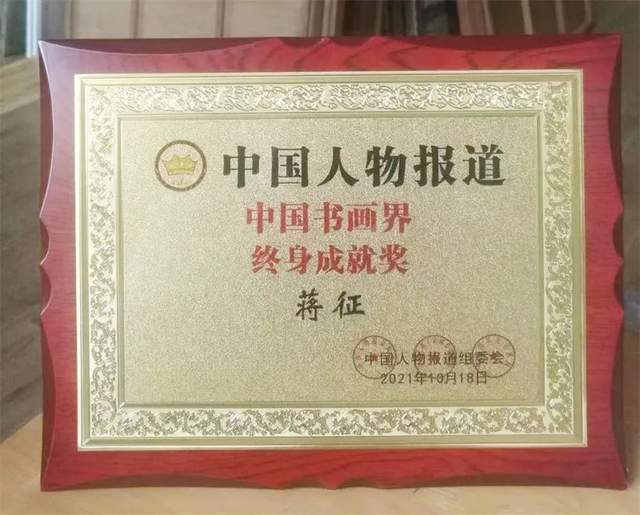 中国人物报道
中国书画界
终身成就奖
蒋征
中国人物报道组委会
2021年10月18日